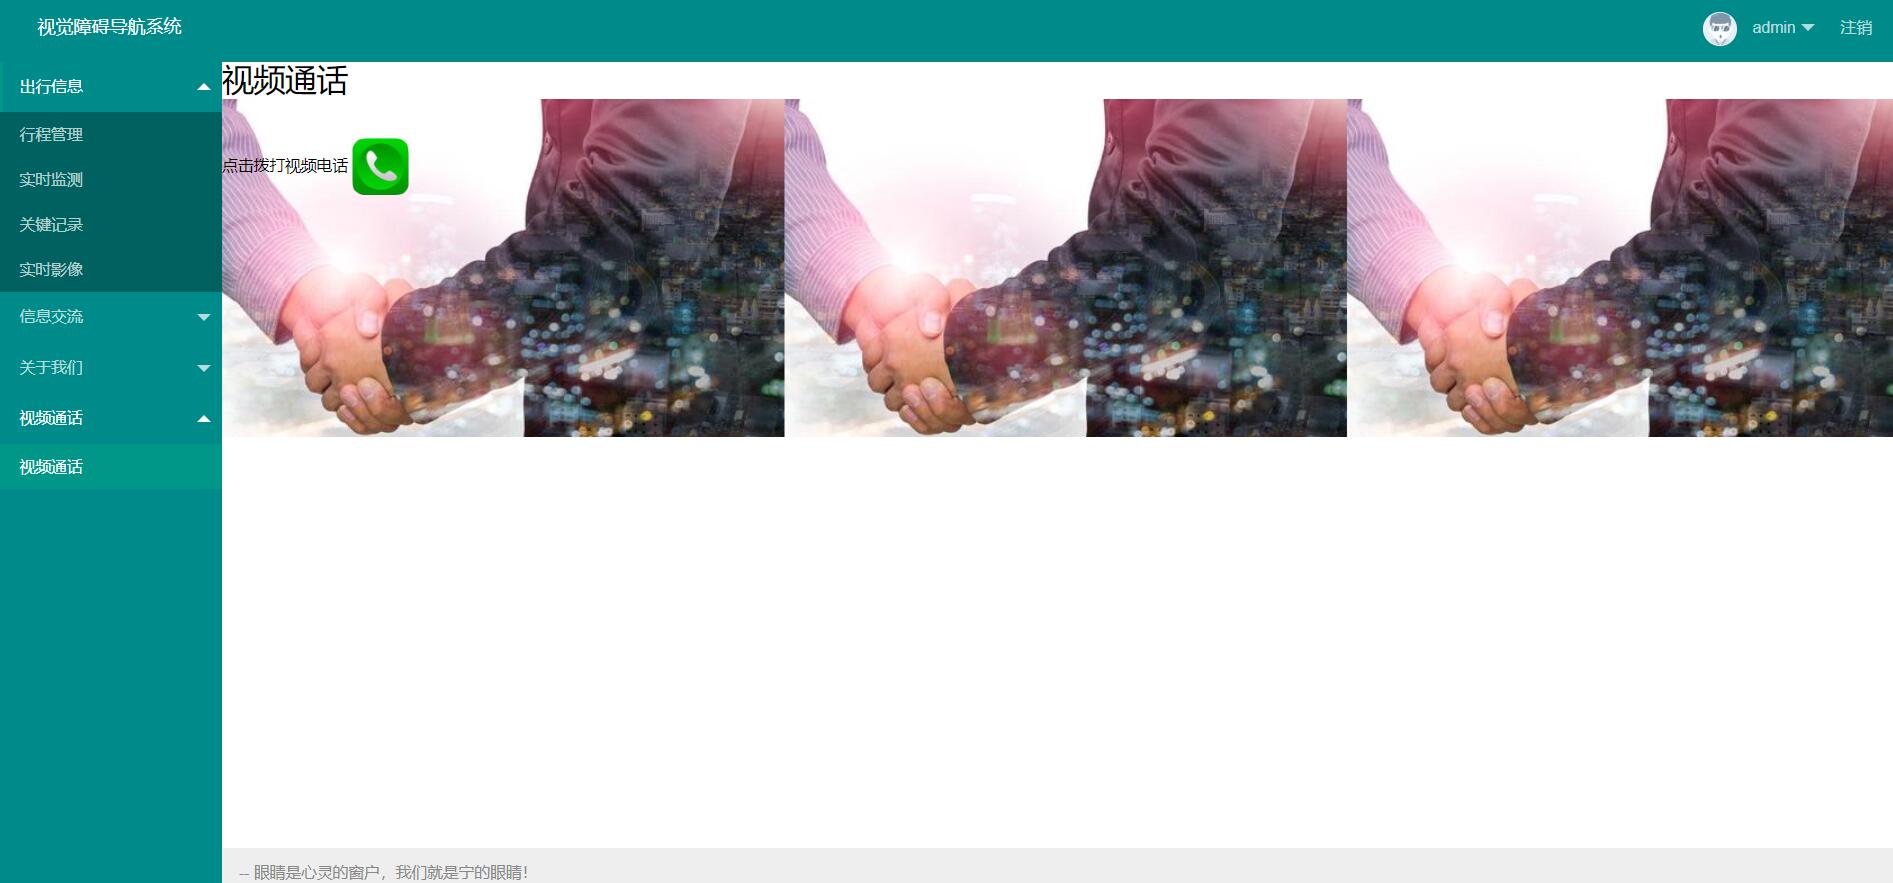 视觉障碍导航系统
admin
注销
出行信息
行程管理
实时监测
关键记录
实时影像
信息交流
关于我们
视频通话
视频通话
视频通话
点击拨打视频电话
-- 眼睛是心灵的窗户，我们就是宁的眼睛！